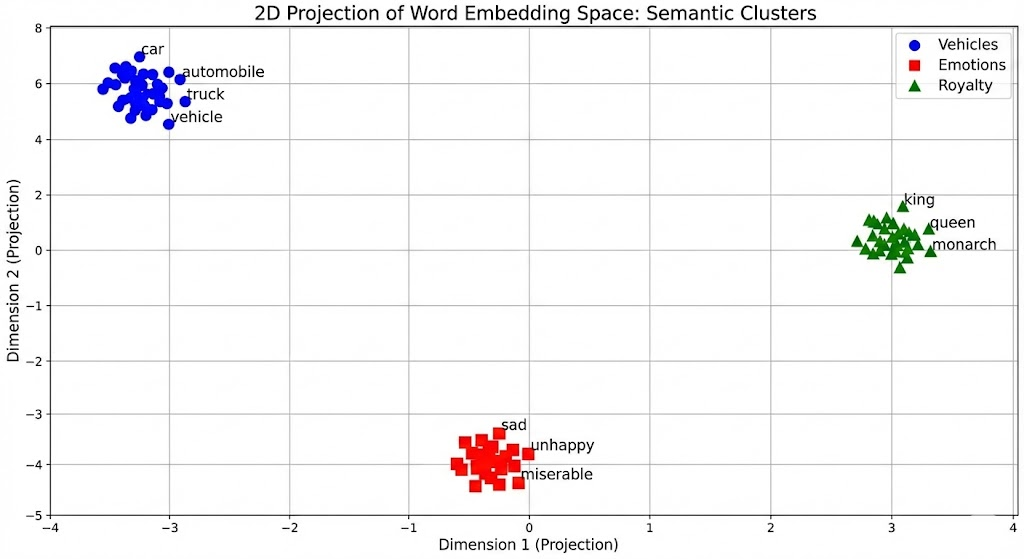 2D Projection of Word Embedding Space: Semantic Clusters
Vehicles
Emotions
Royalty
car
automobile
truck
vehicle
king
queen
monarch
sad
unhappy
miserable
Dimension 2 (Projection)
8
6
4
2
0
−1
−2
−3
−4
−5
−4
−3
−2
−1
0
1
2
3
4
Dimension 1 (Projection)